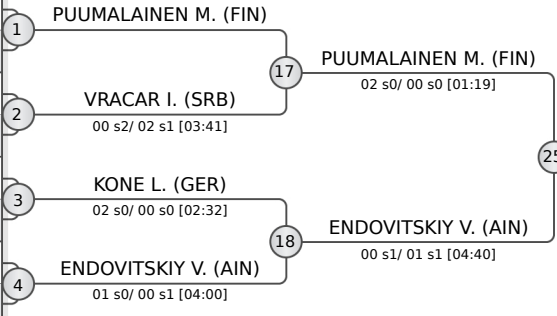 PUUMALAINEN M. (FIN)
1
17
PUUMALAINEN M. (FIN)
02 s0/ 00 s0 [01:19]
VRACAR I. (SRB)
2
00 s2/ 02 s1 [03:41]
25
KONE L. (GER)
3
02 s0/ 00 s0 [02:32]
18
ENDOVITSKIY V. (AIN)
00 s1/ 01 s1 [04:40]
ENDOVITSKIY V. (AIN)
4
01 s0/ 00 s1 [04:00]